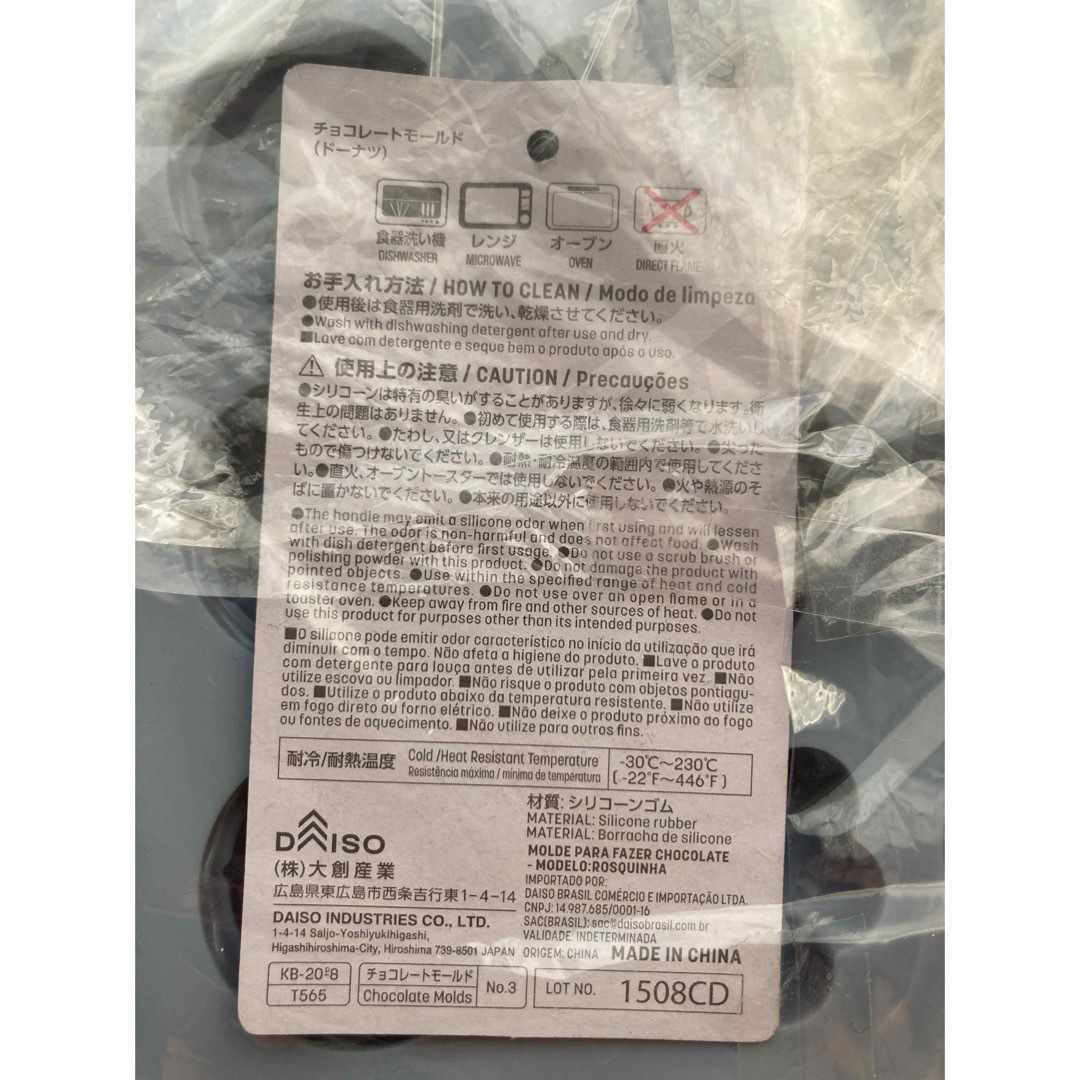 チョコレートモールド
(ドーナツ)
食器洗い機 レンジ オーブン 直火
DISHWASHER MICROWAVE OVEN DIRECT FLAME
お手入れ方法 / HOW TO CLEAN / Modo de limpeza
●使用後は食器用洗剤で洗い、乾燥させてください。
●Wash with dishwashing detergent after use and dry.
■Lave com detergente e seque bem o produto após o uso.
⚠ 使用上の注意 / CAUTION / Precauções
●シリコーンは特有の臭いがすることがありますが、徐々に弱くなります。衛
生上の問題はありません。●初めて使用する際は、食器用洗剤等で水洗いし
てください。●たわし、又はクレンザーは使用しないでください。●尖った
もので傷つけないでください。●耐熱・耐冷温度の範囲内で使用してくださ
い。●直火、オーブントースターでは使用しないでください。●火や熱源のそ
ばに置かないでください。●本来の用途以外に使用しないでください。
●The handle may emit a silicone odor when first using and will lessen
after use. The odor is non-harmful and does not affect food. ●Wash
with dish detergent before first usage. ●Do not use a scrub brush or
polishing powder with this product. ●Do not damage the product with
pointed objects. ●Use within the specified range of heat and cold
resistance temperatures. ●Do not use over an open flame or in a
toaster oven. ●Keep away from fire and other sources of heat. ●Do not
use this product for purposes other than its intended purposes.
■O silicone pode emitir odor característico no início da utilização que irá
diminuir com o tempo. Não afeta a higiene do produto. ■Lave o produto
com detergente para louça antes de utilizar pela primeira vez. ■Não
utilize escova ou limpador. ■Não risque o produto com objetos pontiagu-
dos. ■Utilize o produto abaixo da temperatura resistente. ■Não utilize
em fogo direto ou forno elétrico. ■Não deixe o produto próximo ao fogo
ou fontes de aquecimento. ■Não utilize para outros fins.
耐冷/耐熱温度 Cold /Heat Resistant Temperature -30℃～230℃
Resistência máxima / mínima de temperatura (-22°F～446°F)
材質: シリコーンゴム
MATERIAL: Silicone rubber
MATERIAL: Borracha de silicone
MOLDE PARA FAZER CHOCOLATE
- MODELO:ROSQUINHA
IMPORTADO POR:
DAISO BRASIL COMÉRCIO E IMPORTAÇÃO LTDA.
CNPJ: 14.987.685/0001-16
SAC(BRASIL): sac@daisobrasil.com.br
VALIDADE: INDETERMINADA
ORIGEM: CHINA MADE IN CHINA
DAISO
(株)大創産業
広島県東広島市西条吉行東1-4-14
DAISO INDUSTRIES CO., LTD.
1-4-14 Saijo-Yoshiyukihigashi,
Higashihiroshima-City, Hiroshima 739-8501 JAPAN
KB-20 8 チョコレートモールド No.3 LOT NO. 1508CD
T565 Chocolate Molds